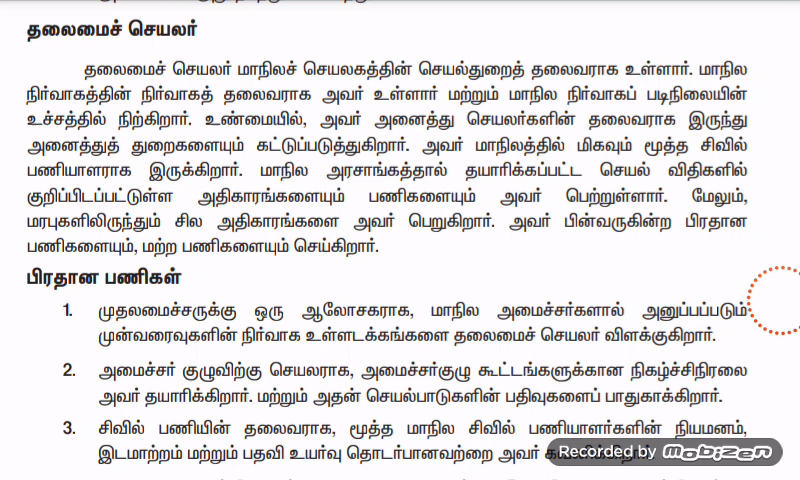 தலைமைச் செயலர்
தலைமைச் செயலர் மாநிலச் செயலகத்தின் செயல்துறைத் தலைவராக உள்ளார். மாநில
நிர்வாகத்தின் நிர்வாகத் தலைவராக அவர் உள்ளார் மற்றும் மாநில நிர்வாகப் படிநிலையின்
உச்சத்தில் நிற்கிறார். உண்மையில், அவர் அனைத்து செயலர்களின் தலைவராக இருந்து
அனைத்துத் துறைகளையும் கட்டுப்படுத்துகிறார். அவர் மாநிலத்தில் மிகவும் மூத்த சிவில்
பணியாளராக இருக்கிறார். மாநில அரசாங்கத்தால் தயாரிக்கப்பட்ட செயல் விதிகளில்
குறிப்பிடப்பட்டுள்ள அதிகாரங்களையும் பணிகளையும் அவர் பெற்றுள்ளார். மேலும்,
மரபுகளிலிருந்தும் சில அதிகாரங்களை அவர் பெறுகிறார். அவர் பின்வருகின்ற பிரதான
பணிகளையும், மற்ற பணிகளையும் செய்கிறார்.
பிரதான பணிகள்
1. முதலமைச்சருக்கு ஒரு ஆலோசகராக, மாநில அமைச்சர்களால் அனுப்பப்படும்
முன்வரைவுகளின் நிர்வாக உள்ளடக்கங்களை தலைமைச் செயலர் விளக்குகிறார்.
2. அமைச்சர் குழுவிற்கு செயலராக, அமைச்சர்குழு கூட்டங்களுக்கான நிகழ்ச்சிநிரலை
அவர் தயாரிக்கிறார். மற்றும் அதன் செயல்பாடுகளின் பதிவுகளைப் பாதுகாக்கிறார்.
3. சிவில் பணியின் தலைவராக, மூத்த மாநில சிவில் பணியாளர்களின் நியமனம்,
இடமாற்றம் மற்றும் பதவி உயர்வு தொடர்பானவற்றை அவர்
Recorded by mobizen